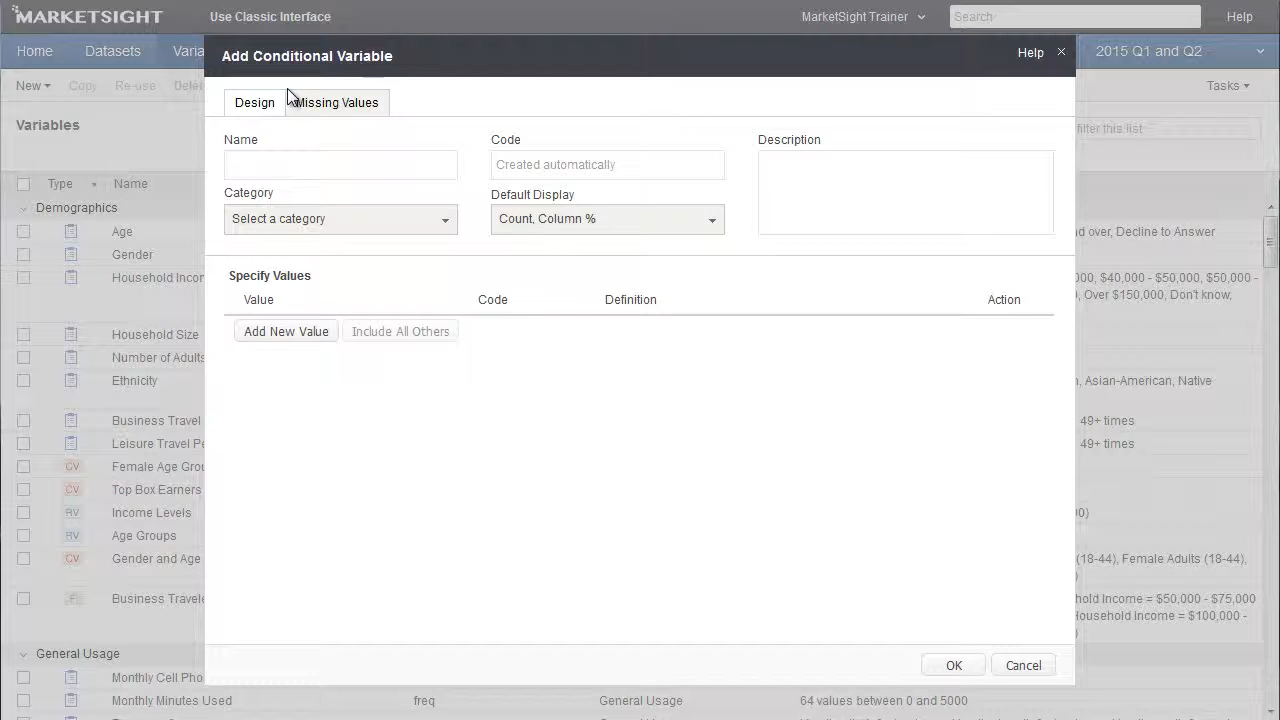 MARKETSIGHT Use Classic Interface MarketSight Trainer Search Help
Home Datasets Varia 2015 Q1 and Q2
Add Conditional Variable Help ×
New Copy Re-use Delet Tasks
Design Missing Values
Variables filter this list
Name Code Description
Created automatically
Category Default Display
Select a category Count, Column %
Type Name
Demographics
Age d over, Decline to Answer
Gender
Household Incor 000, $40,000 - $50,000, $50,000 -
, Over $150,000, Don't know,
Specify Values
Value Code Definition Action
Add New Value Include All Others
Household Size
Number of Adults
Ethnicity n, Asian-American, Native
Business Travel 49+ times
Leisure Travel Pe 49+ times
CV Female Age Grou
CV Top Box Earners
RV Income Levels 00)
RV Age Groups
CV Gender and Age (18-44), Female Adults (18-44),
)
F Business Travele hold Income = $50,000 - $75,000
Household Income = $100,000 -
)
General Usage
OK Cancel
Monthly Cell Pho
Monthly Minutes Used freq General Usage 64 values between 0 and 5000